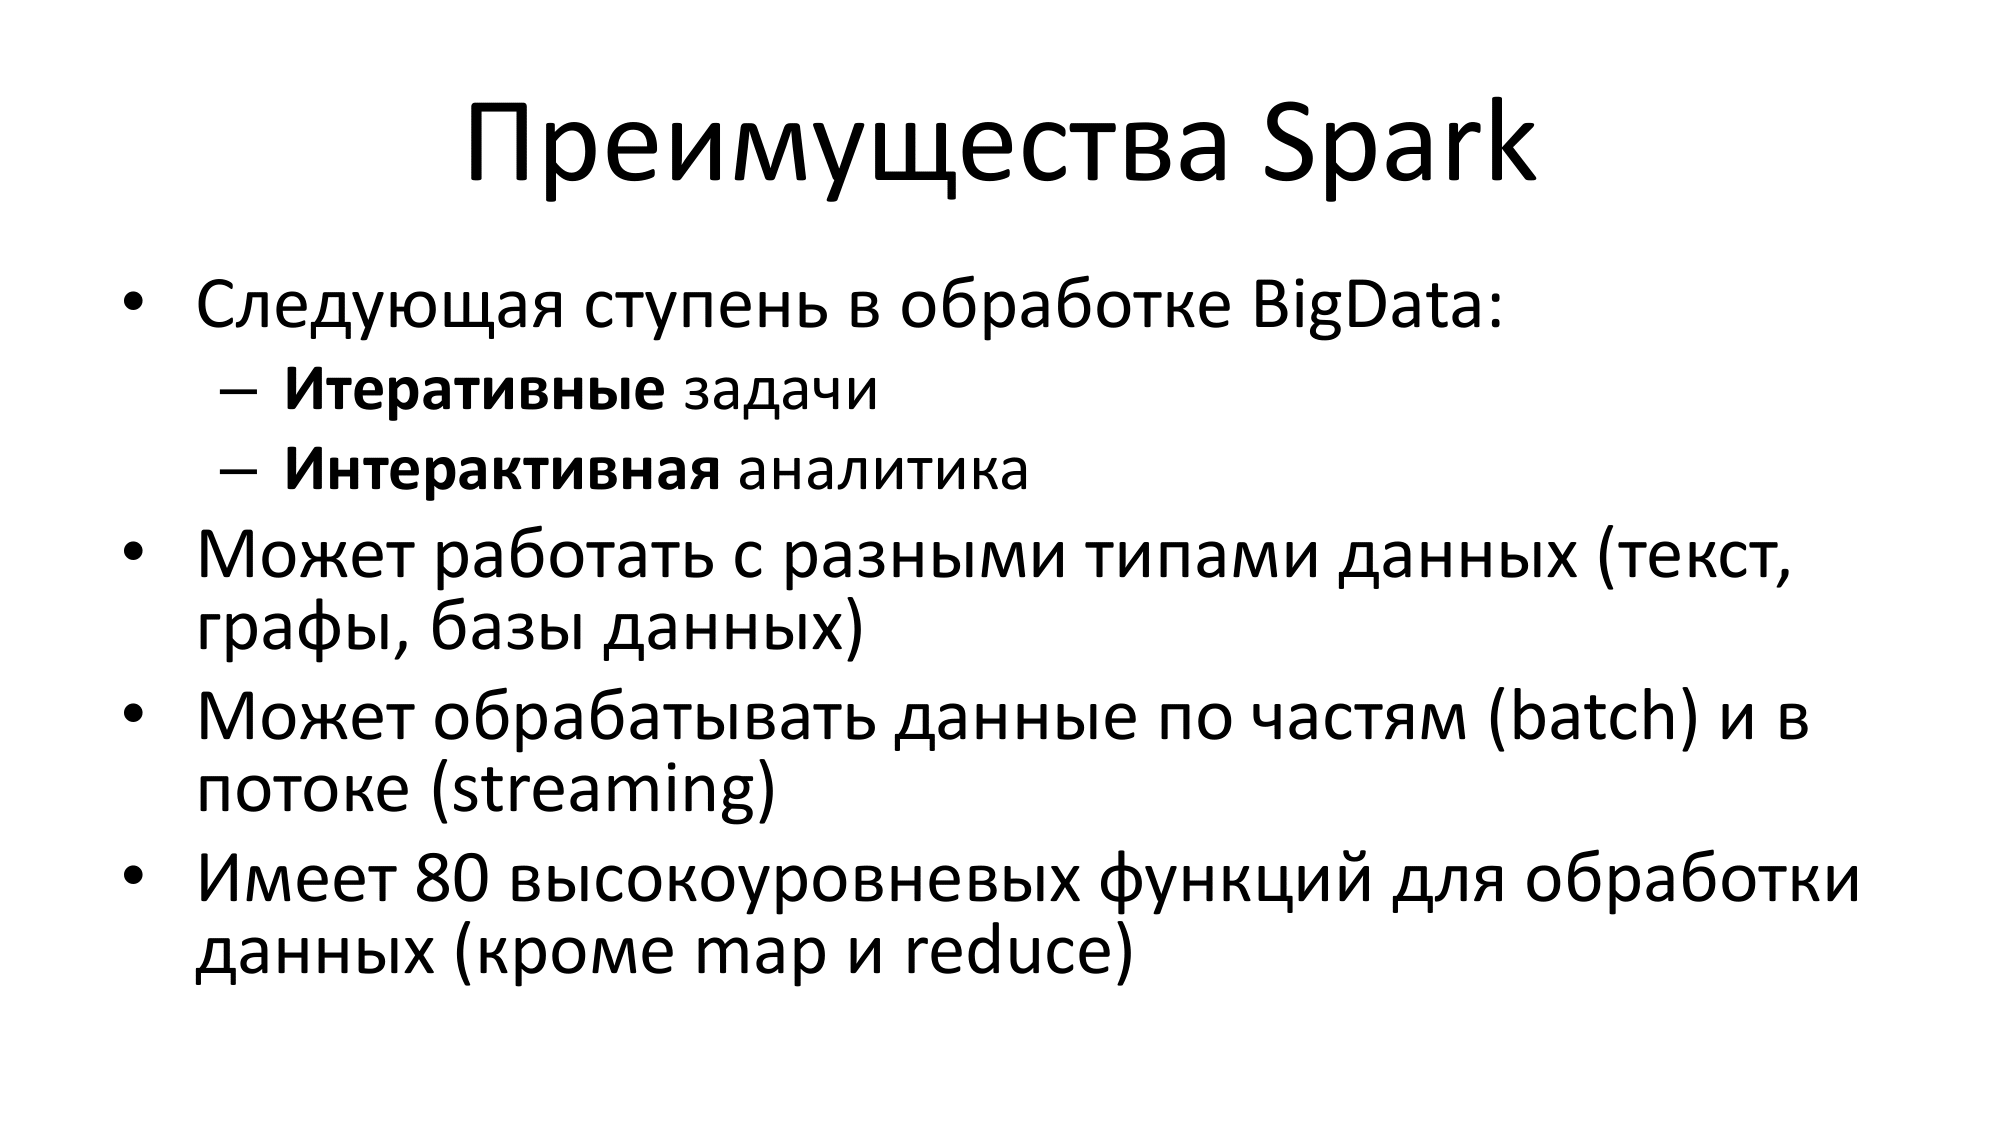 Преимущества Spark
• Следующая ступень в обработке BigData:
– Итеративные задачи
– Интерактивная аналитика
• Может работать с разными типами данных (текст,
графы, базы данных)
• Может обрабатывать данные по частям (batch) и в
потоке (streaming)
• Имеет 80 высокоуровневых функций для обработки
данных (кроме map и reduce)